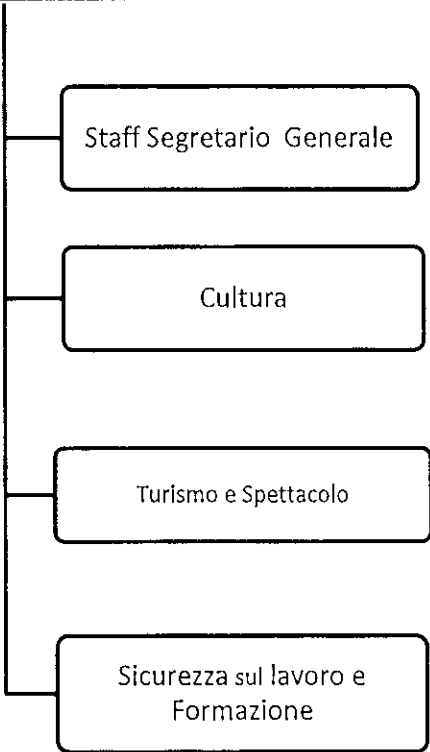 Staff Segretario Generale
Cultura
Turismo e Spettacolo
Sicurezza sul lavoro e
Formazione